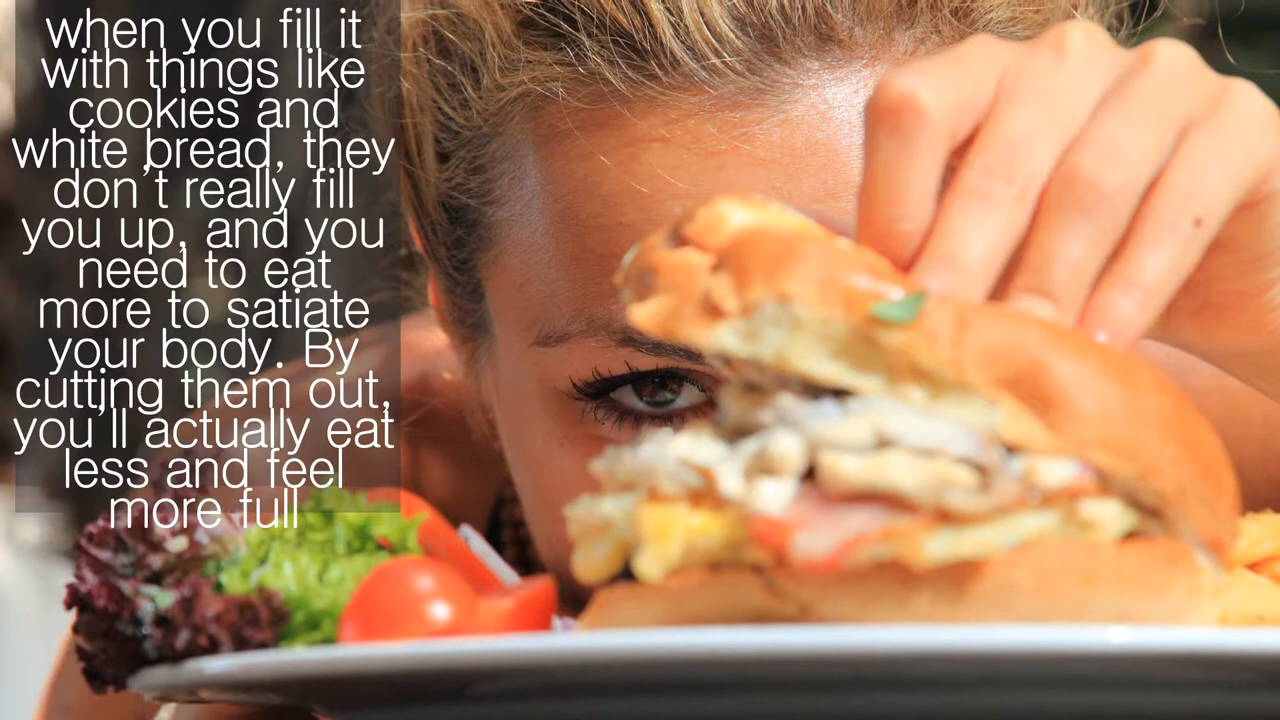 when you fill it
with things like
cookies and
white bread, they
don't really fill
you up, and you
need to eat
more to satiate
your body. By
cutting them out,
you'll actually eat
less and feel
more full